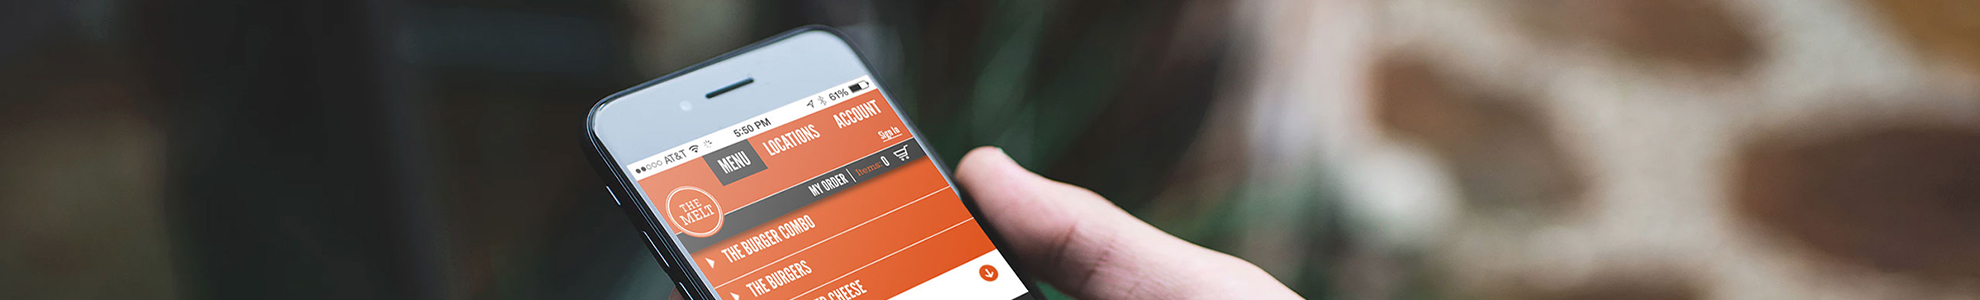 AT&T 5:50 PM 61%
MENU LOCATIONS ACCOUNT
Sign In
THE MELT
MY ORDER | Items: 0
THE BURGER COMBO
THE BURGERS
CHEESE